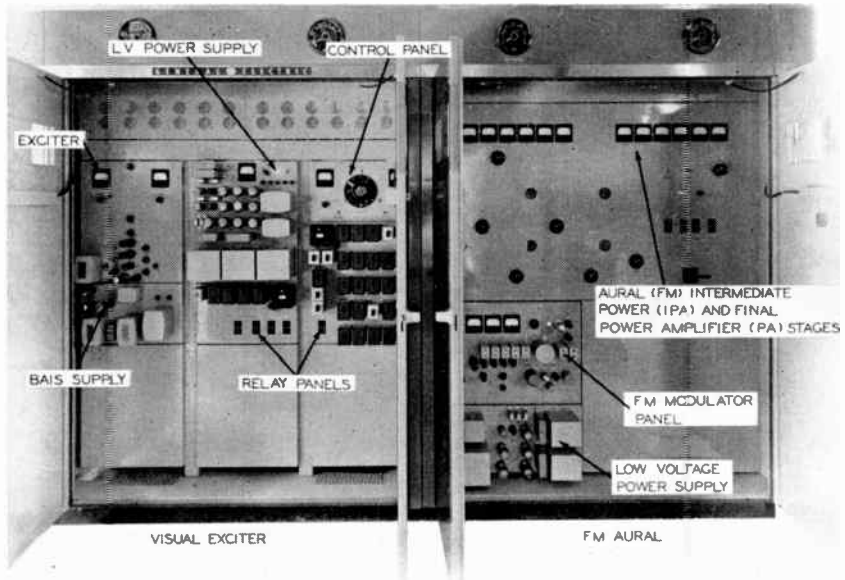 L.V POWER SUPPLY
CONTROL PANEL
EXCITER
AURAL (FM) INTERMEDIATE
POWER (IPA) AND FINAL
POWER AMPLIFIER (PA) STAGES
BAIS SUPPLY
RELAY PANELS
FM MODULATOR
PANEL
LOW VOLTAGE
POWER SUPPLY
VISUAL EXCITER
FM AURAL